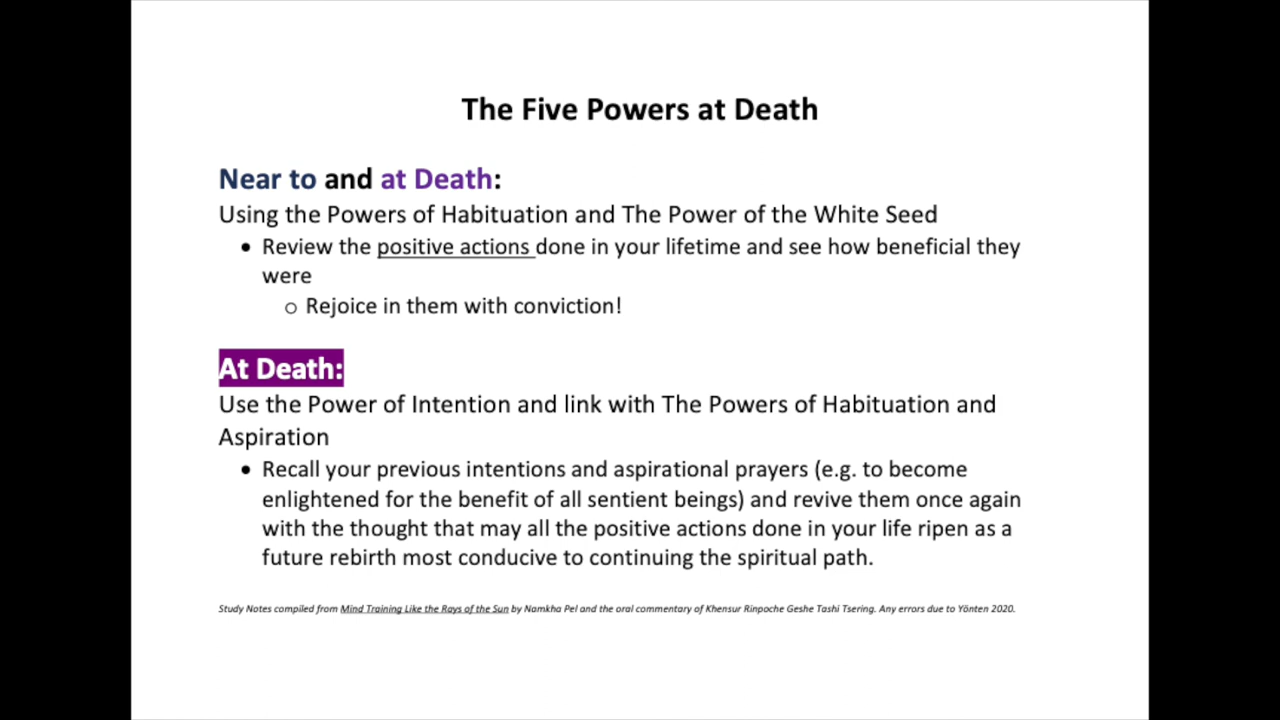 The Five Powers at Death
Near to and at Death:
Using the Powers of Habituation and The Power of the White Seed
• Review the positive actions done in your lifetime and see how beneficial they
were
o Rejoice in them with conviction!
At Death:
Use the Power of Intention and link with The Powers of Habituation and
Aspiration
• Recall your previous intentions and aspirational prayers (e.g. to become
enlightened for the benefit of all sentient beings) and revive them once again
with the thought that may all the positive actions done in your life ripen as a
future rebirth most conducive to continuing the spiritual path.
Study Notes compiled from Mind Training Like the Rays of the Sun by Namkha Pel and the oral commentary of Khensur Rinpoche Geshe Tashi Tsering. Any errors due to Yönten 2020.